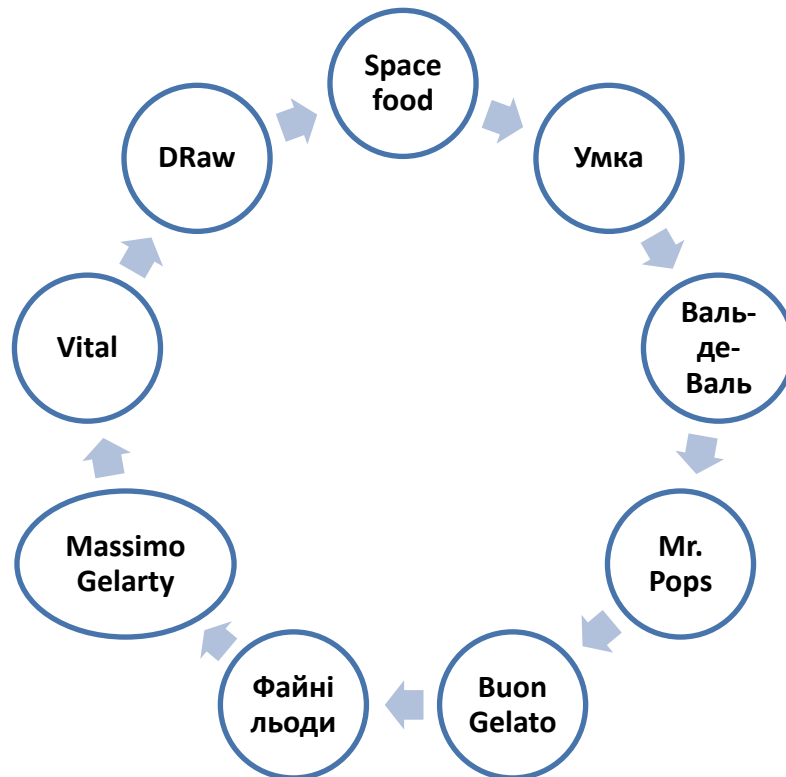 Space
food
Умка
Валь-
де-
Валь
Mr.
Pops
Buon
Gelato
Файні
льоди
Massimo
Gelarty
Vital
DRaw